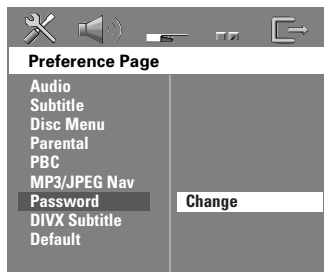 Preference Page
Audio
Subtitle
Disc Menu
Parental
PBC
MP3/JPEG Nav
Password
Change
DIVX Subtitle
Default